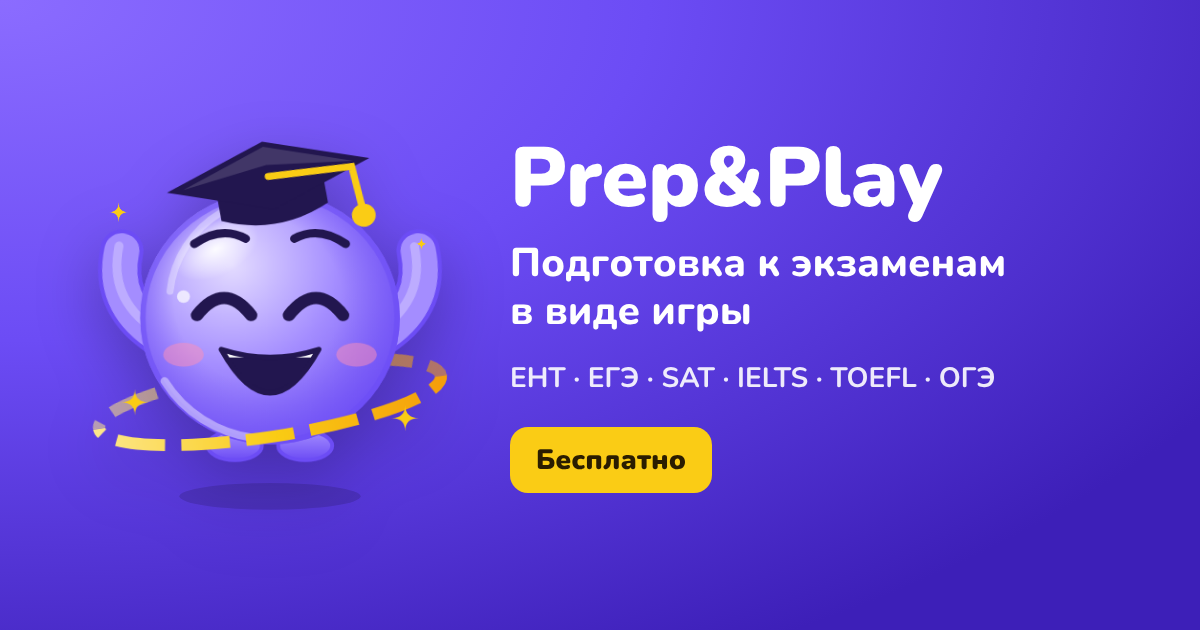 Prep&Play
Подготовка к экзаменам
в виде игры
ЕНТ · ЕГЭ · SAT · IELTS · TOEFL · ОГЭ
Бесплатно